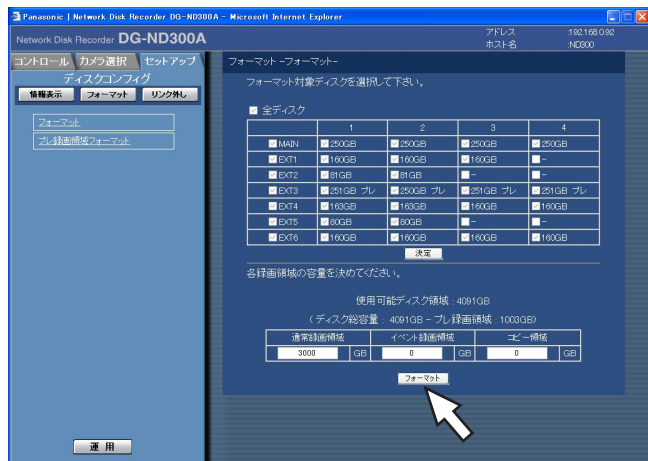 Panasonic | Network Disk Recorder DG-ND300A - Microsoft Internet Explorer
Network Disk Recorder DG-ND300A
アドレス :192.168.0.92
ホスト名 :ND300
コントロール カメラ選択 セットアップ
ディスクコンフィグ
情報表示 フォーマット リンク外し
フォーマット
プレ録画領域フォーマット
運 用
フォーマット -フォーマット-
フォーマット対象ディスクを選択して下さい。
全ディスク
1 2 3 4
MAIN 250GB 250GB 250GB 250GB
EXT1 160GB 160GB 160GB -
EXT2 81GB 81GB - -
EXT3 251GB プレ 250GB プレ 251GB プレ 251GB プレ
EXT4 163GB 163GB 160GB 160GB
EXT5 80GB 80GB - -
EXT6 160GB 160GB 160GB 160GB
決定
各録画領域の容量を決めてください。
使用可能ディスク領域 : 4091GB
( ディスク総容量 : 4091GB - プレ録画領域 : 1003GB)
通常録画領域 イベント録画領域 コピー領域
3000 GB 0 GB 0 GB
フォーマット